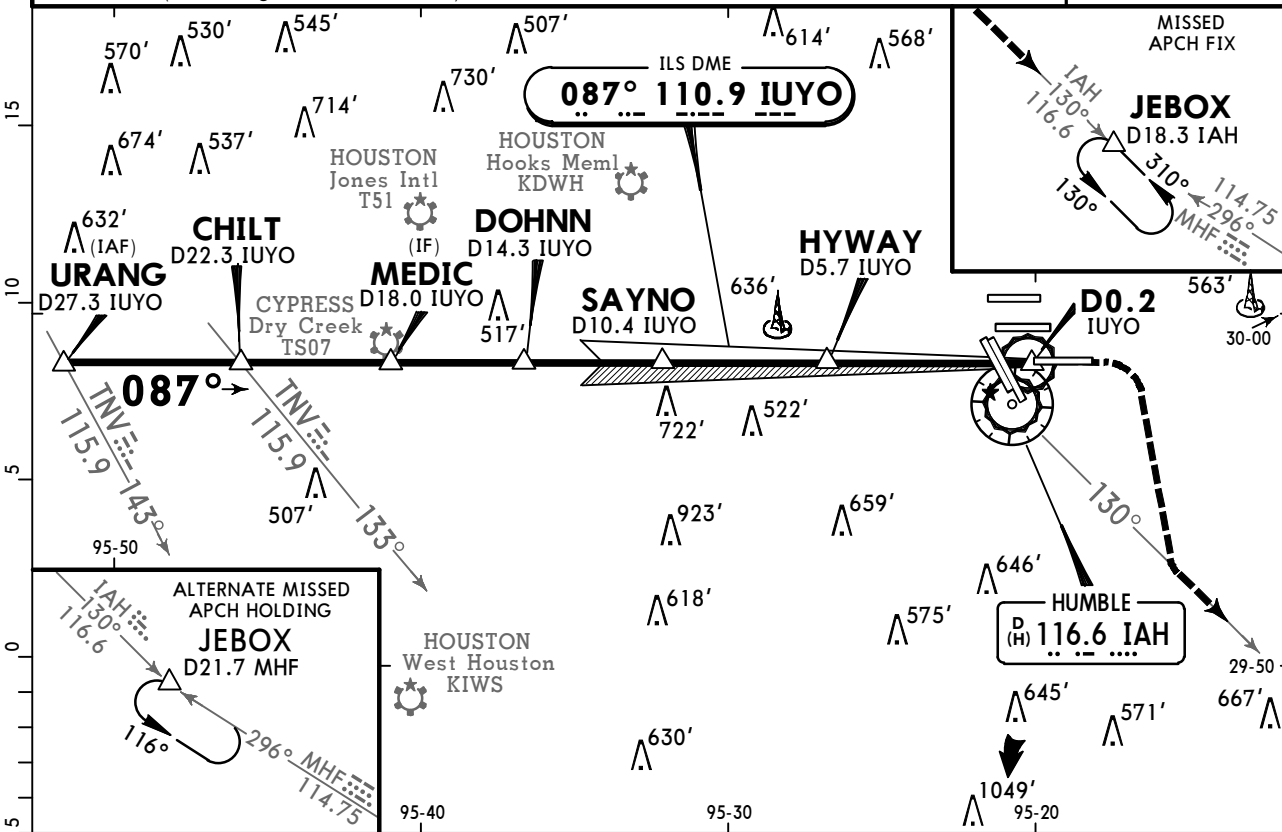 570'
530'
545'
507'
614'
568'
730'
714'
674'
537'
632'
ILS DME
087° 110.9 IUYO
MISSED
APCH FIX
IAH
130°
116.6
JEBOX
D18.3 IAH
310°
130°
114.75
296°
MHF
15
HOUSTON
Jones Intl
T51
HOUSTON
Hooks Meml
KDWH
(IAF)
URANG
D27.3 IUYO
CHILT
D22.3 IUYO
(IF)
MEDIC
D18.0 IUYO
DOHNN
D14.3 IUYO
HYWAY
D5.7 IUYO
SAYNO
D10.4 IUYO
D0.2
IUYO
CYPRESS
Dry Creek
TS07
517'
636'
563'
30-00
10
087°
TNV
115.9
143°
TNV
115.9
133°
722'
522'
5
507'
923'
659'
130°
95-50
646'
618'
575'
HUMBLE
D
(H) 116.6 IAH
ALTERNATE MISSED
APCH HOLDING
JEBOX
D21.7 MHF
IAH
130°
116.6
116°
296°
MHF
114.75
0
HOUSTON
West Houston
KIWS
29-50
645'
571'
667'
630'
1049'
5
95-40
95-30
95-20